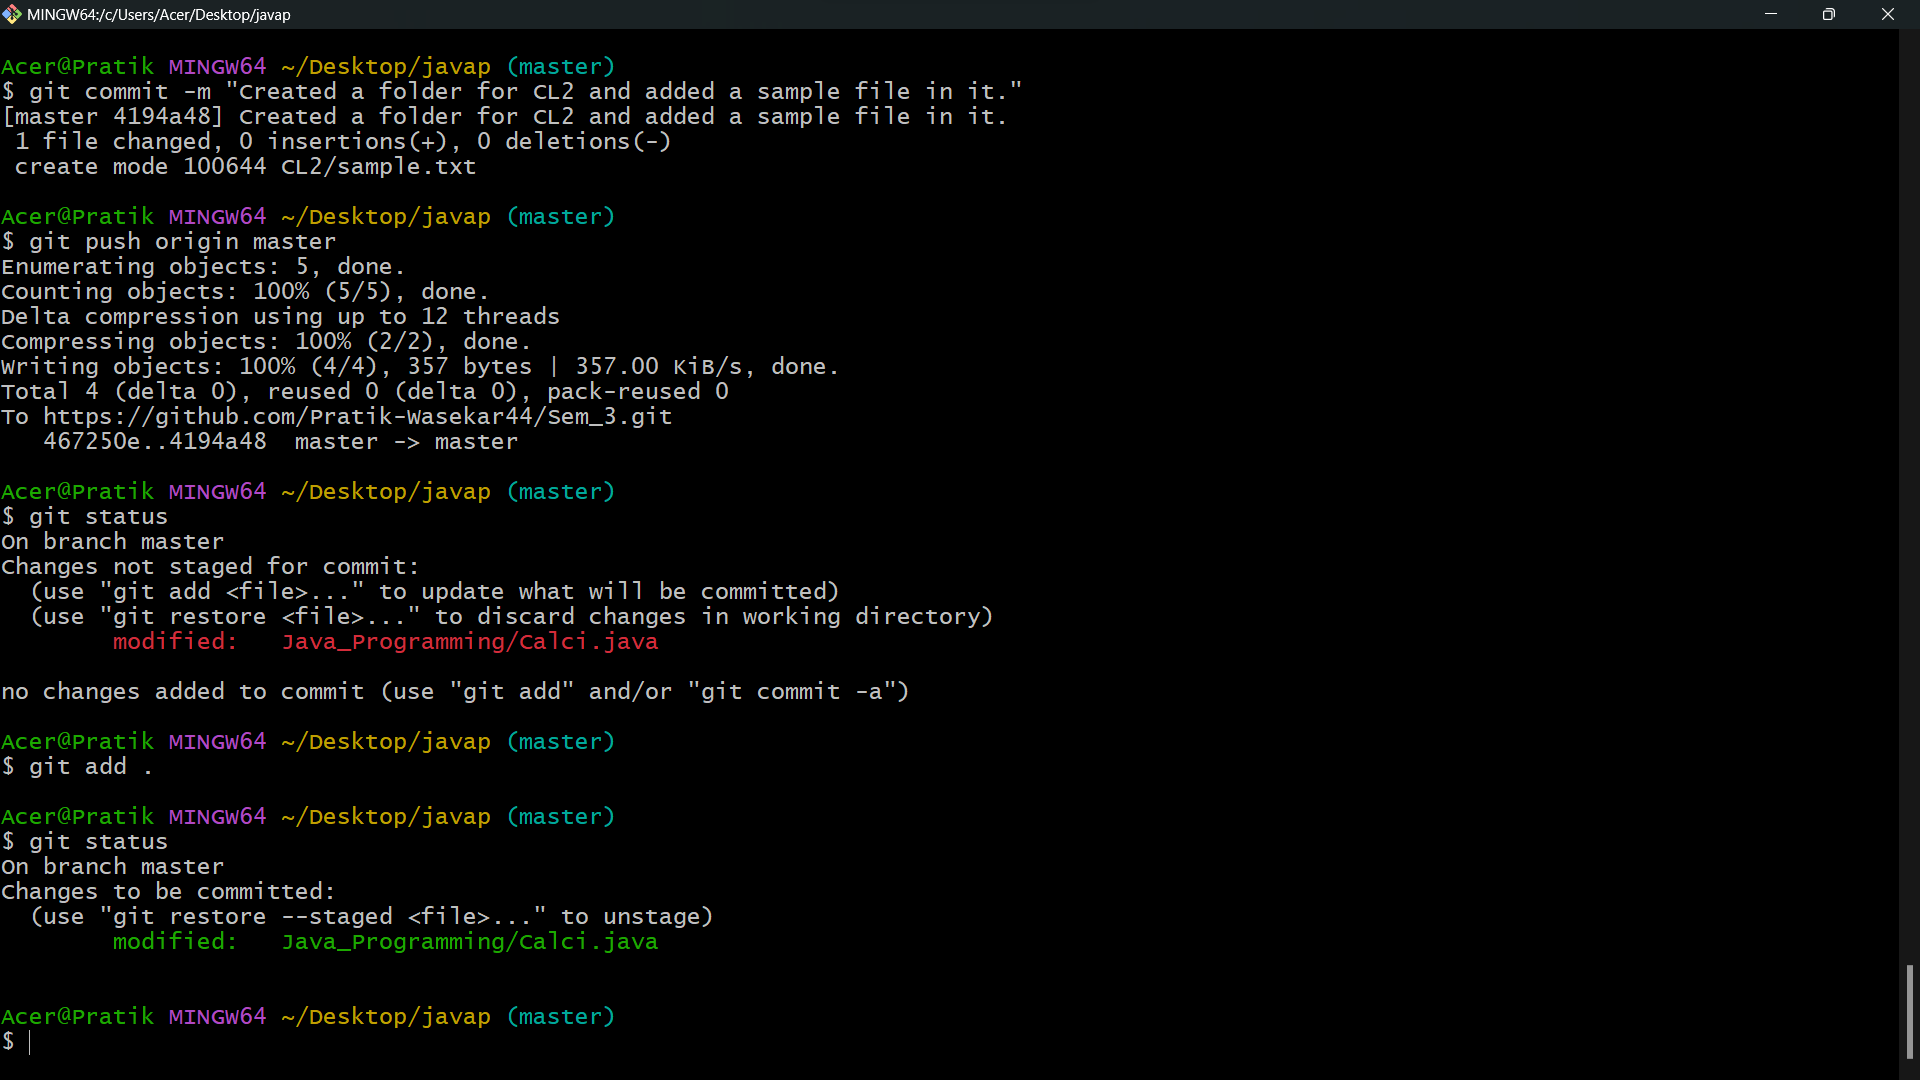 MINGW64:/c/Users/Acer/Desktop/javap
Acer@Pratik MINGW64 ~/Desktop/javap (master)
$ git commit -m "Created a folder for CL2 and added a sample file in it."
[master 4194a48] Created a folder for CL2 and added a sample file in it.
 1 file changed, 0 insertions(+), 0 deletions(-)
 create mode 100644 CL2/sample.txt
Acer@Pratik MINGW64 ~/Desktop/javap (master)
$ git push origin master
Enumerating objects: 5, done.
Counting objects: 100% (5/5), done.
Delta compression using up to 12 threads
Compressing objects: 100% (2/2), done.
Writing objects: 100% (4/4), 357 bytes | 357.00 KiB/s, done.
Total 4 (delta 0), reused 0 (delta 0), pack-reused 0
To https://github.com/Pratik-Wasekar44/Sem_3.git
   467250e..4194a48  master -> master
Acer@Pratik MINGW64 ~/Desktop/javap (master)
$ git status
On branch master
Changes not staged for commit:
  (use "git add <file>..." to update what will be committed)
  (use "git restore <file>..." to discard changes in working directory)
        modified:   Java_Programming/Calci.java
no changes added to commit (use "git add" and/or "git commit -a")
Acer@Pratik MINGW64 ~/Desktop/javap (master)
$ git add .
Acer@Pratik MINGW64 ~/Desktop/javap (master)
$ git status
On branch master
Changes to be committed:
  (use "git restore --staged <file>..." to unstage)
        modified:   Java_Programming/Calci.java
Acer@Pratik MINGW64 ~/Desktop/javap (master)
$